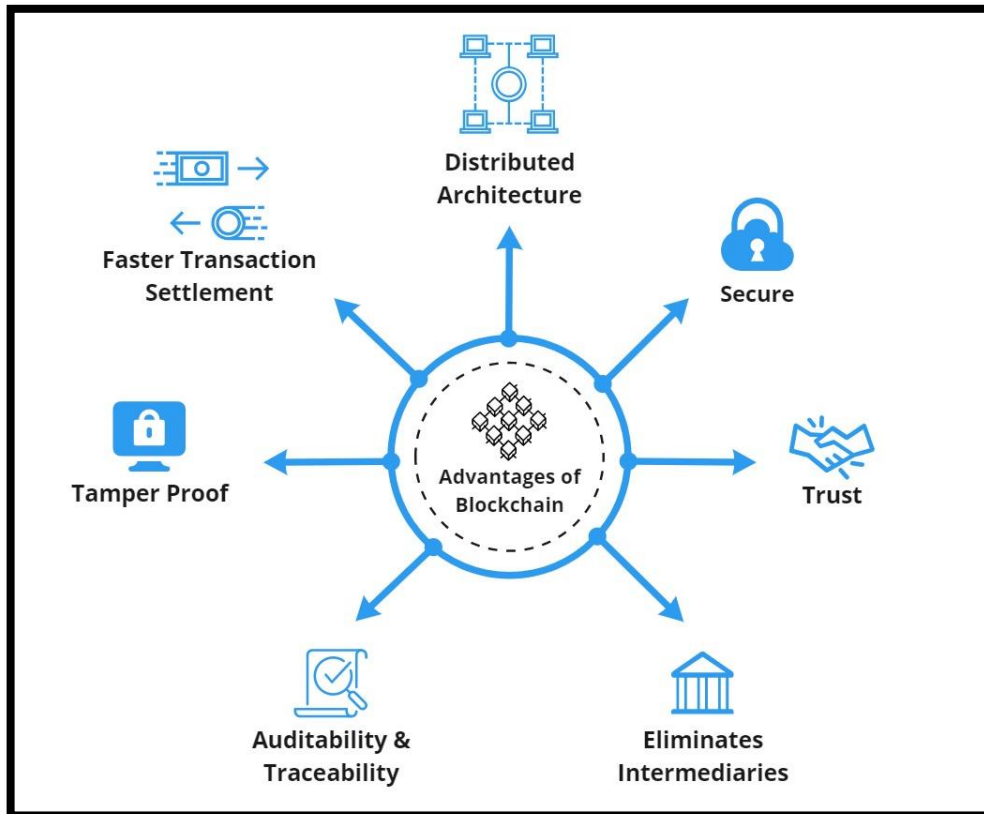 Distributed
Architecture
Faster Transaction
Settlement
Secure
Advantages of
Blockchain
Tamper Proof
Trust
Auditability &
Traceability
Eliminates
Intermediaries